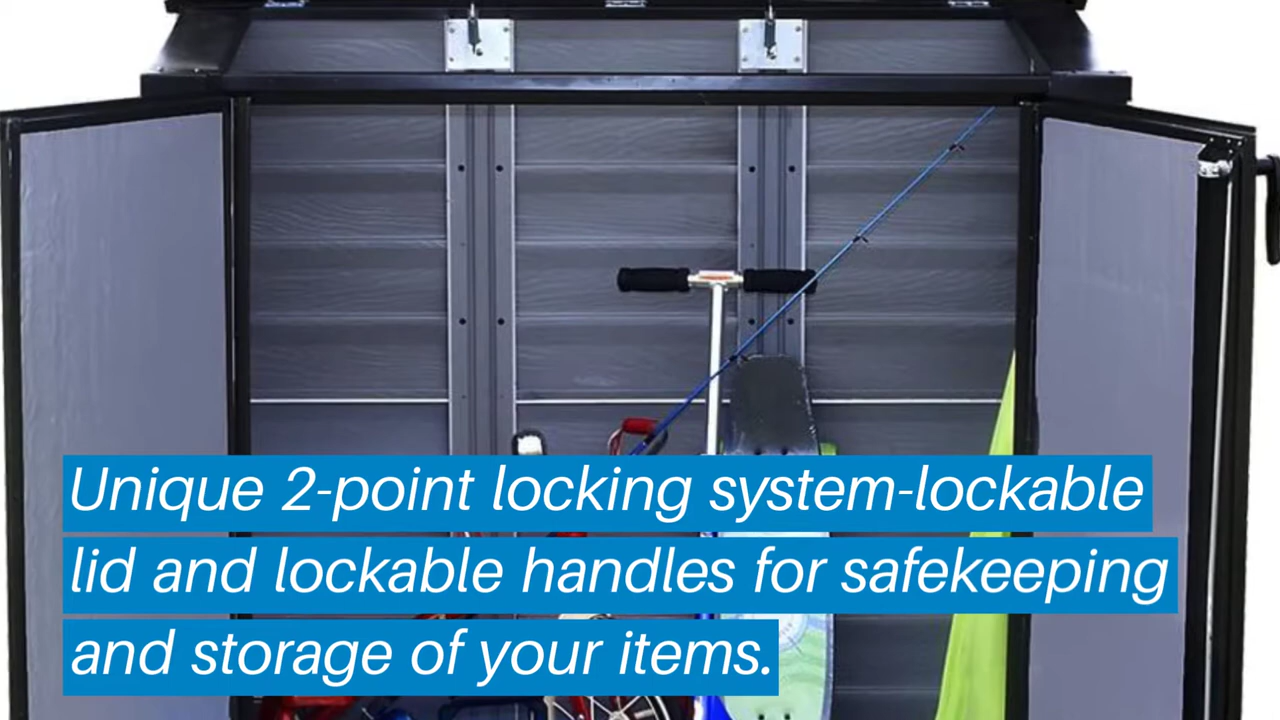 Unique 2-point locking system-lockable
lid and lockable handles for safekeeping
and storage of your items.